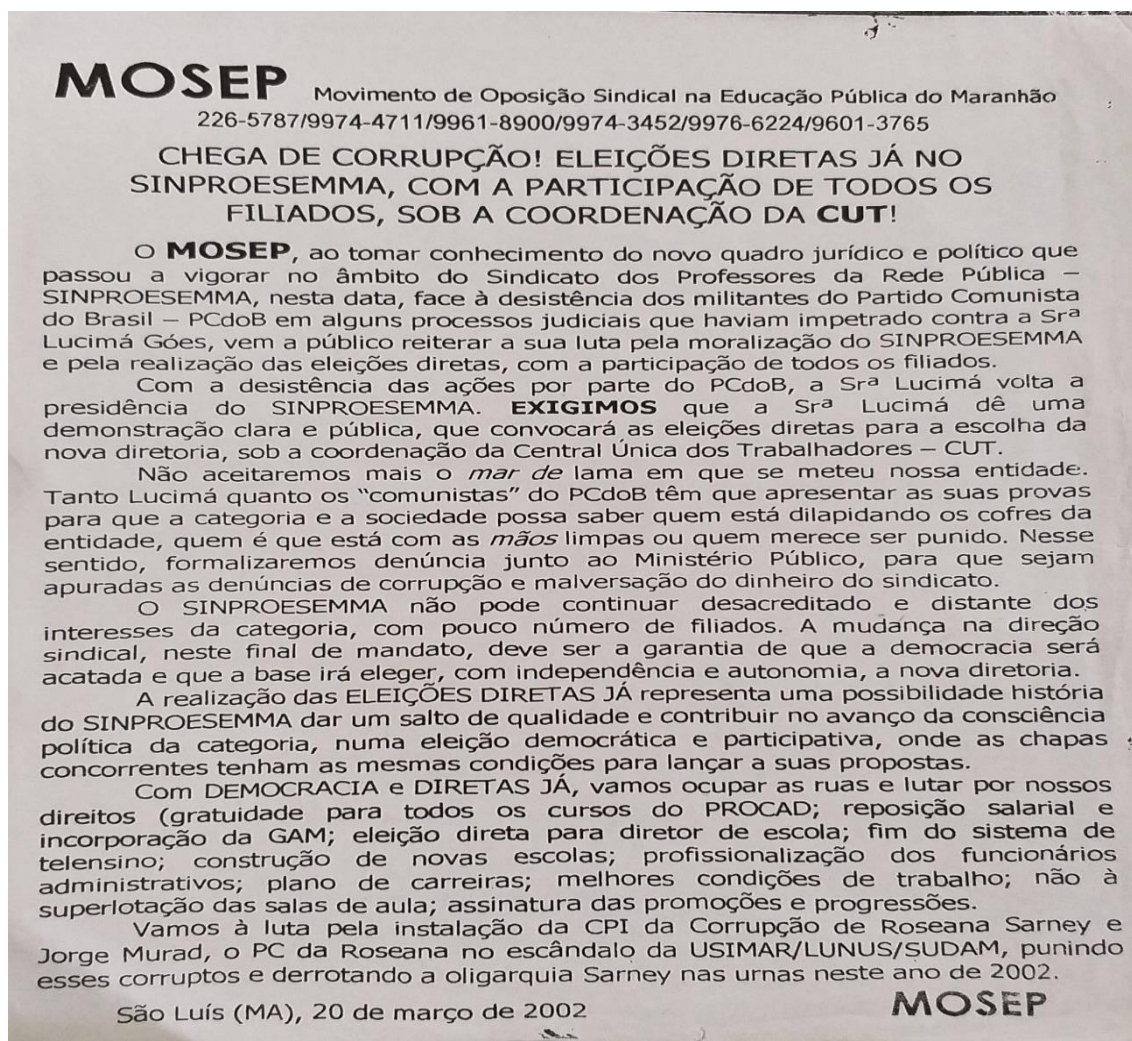 MOSEP Movimento de Oposição Sindical na Educação Pública do Maranhão
226-5787/9974-4711/9961-8900/9974-3452/9976-6224/9601-3765
CHEGA DE CORRUPÇÃO! ELEIÇÕES DIRETAS JÁ NO
SINPROESEMMA, COM A PARTICIPAÇÃO DE TODOS OS
FILIADOS, SOB A COORDENAÇÃO DA CUT!
O MOSEP, ao tomar conhecimento do novo quadro jurídico e político que
passou a vigorar no âmbito do Sindicato dos Professores da Rede Pública –
SINPROESEMMA, nesta data, face à desistência dos militantes do Partido Comunista
do Brasil – PCdoB em alguns processos judiciais que haviam impetrado contra a Srª
Lucimá Góes, vem a público reiterar a sua luta pela moralização do SINPROESEMMA
e pela realização das eleições diretas, com a participação de todos os filiados.
Com a desistência das ações por parte do PCdoB, a Srª Lucimá volta a
presidência do SINPROESEMMA. EXIGIMOS que a Srª Lucimá dê uma
demonstração clara e pública, que convocará as eleições diretas para a escolha da
nova diretoria, sob a coordenação da Central Única dos Trabalhadores – CUT.
Não aceitaremos mais o mar de lama em que se meteu nossa entidade.
Tanto Lucimá quanto os "comunistas" do PCdoB têm que apresentar as suas provas
para que a categoria e a sociedade possa saber quem está dilapidando os cofres da
entidade, quem é que está com as mãos limpas ou quem merece ser punido. Nesse
sentido, formalizaremos denúncia junto ao Ministério Público, para que sejam
apuradas as denúncias de corrupção e malversação do dinheiro do sindicato.
O SINPROESEMMA não pode continuar desacreditado e distante dos
interesses da categoria, com pouco número de filiados. A mudança na direção
sindical, neste final de mandato, deve ser a garantia de que a democracia será
acatada e que a base irá eleger, com independência e autonomia, a nova diretoria.
A realização das ELEIÇÕES DIRETAS JÁ representa uma possibilidade história
do SINPROESEMMA dar um salto de qualidade e contribuir no avanço da consciência
política da categoria, numa eleição democrática e participativa, onde as chapas
concorrentes tenham as mesmas condições para lançar a suas propostas.
Com DEMOCRACIA e DIRETAS JÁ, vamos ocupar as ruas e lutar por nossos
direitos (gratuidade para todos os cursos do PROCAD; reposição salarial e
incorporação da GAM; eleição direta para diretor de escola; fim do sistema de
telensino; construção de novas escolas; profissionalização dos funcionários
administrativos; plano de carreiras; melhores condições de trabalho; não à
superlotação das salas de aula; assinatura das promoções e progressões.
Vamos à luta pela instalação da CPI da Corrupção de Roseana Sarney e
Jorge Murad, o PC da Roseana no escândalo da USIMAR/LUNUS/SUDAM, punindo
esses corruptos e derrotando a oligarquia Sarney nas urnas neste ano de 2002.
São Luís (MA), 20 de março de 2002 MOSEP